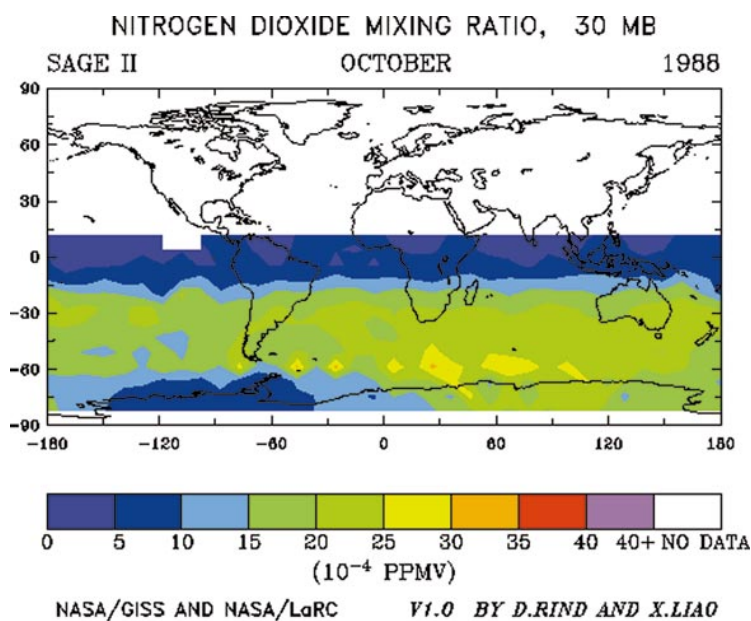 NITROGEN DIOXIDE MIXING RATIO, 30 MB
SAGE II OCTOBER 1988
90
60
30
0
-30
-60
-90
-180 -120 -60 0 60 120 180
0 5 10 15 20 25 30 35 40 40+ NO DATA
(10⁻⁴ PPMV)
NASA/GISS AND NASA/LaRC V1.0 BY D.RIND AND X.LIAO